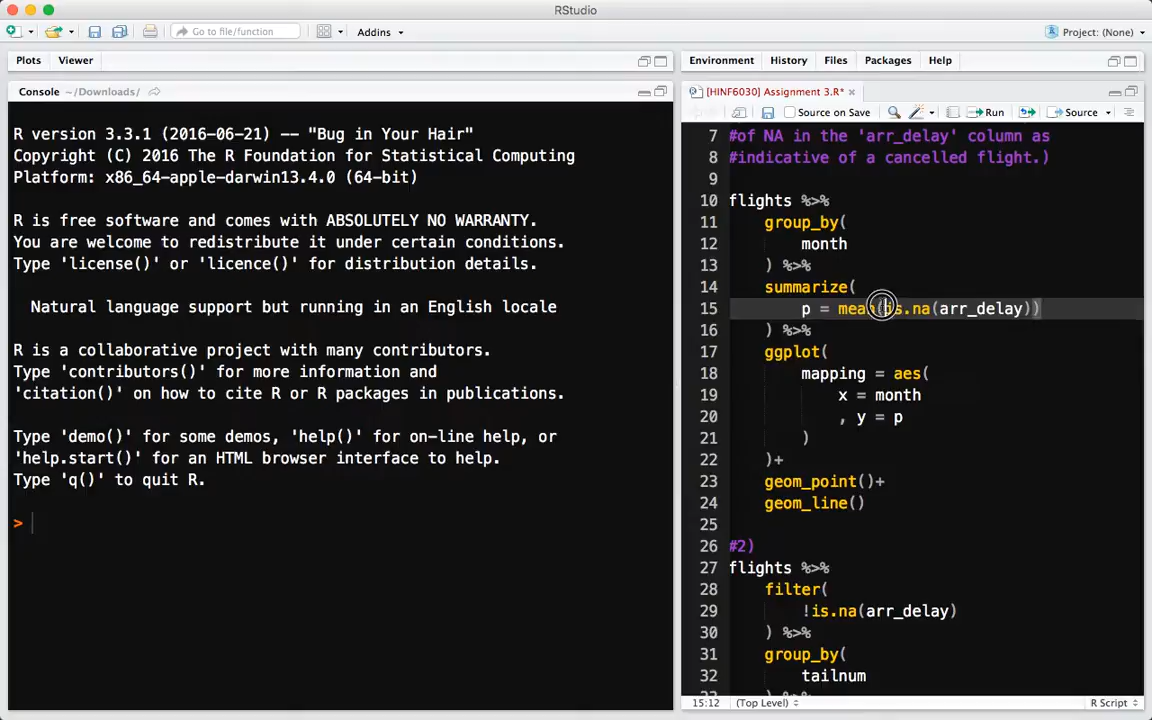 RStudio
Go to file/function
Addins
Project: (None)
Plots Viewer
Environment History Files Packages Help
Console ~/Downloads/
R version 3.3.1 (2016-06-21) -- "Bug in Your Hair"
Copyright (C) 2016 The R Foundation for Statistical Computing
Platform: x86_64-apple-darwin13.4.0 (64-bit)
R is free software and comes with ABSOLUTELY NO WARRANTY.
You are welcome to redistribute it under certain conditions.
Type 'license()' or 'licence()' for distribution details.
Natural language support but running in an English locale
R is a collaborative project with many contributors.
Type 'contributors()' for more information and
'citation()' on how to cite R or R packages in publications.
Type 'demo()' for some demos, 'help()' for on-line help, or
'help.start()' for an HTML browser interface to help.
Type 'q()' to quit R.
>
[HINF6030] Assignment 3.R*
Source on Save
Run
Source
7 #of NA in the 'arr_delay' column as
8 #indicative of a cancelled flight.)
9
10 flights %>%
11 group_by(
12 month
13 ) %>%
14 summarize(
15 p = mean(is.na(arr_delay))
16 ) %>%
17 ggplot(
18 mapping = aes(
19 x = month
20 , y = p
21 )
22 )+
23 geom_point()+
24 geom_line()
25
26 #2)
27 flights %>%
28 filter(
29 !is.na(arr_delay)
30 ) %>%
31 group_by(
32 tailnum
15:12 (Top Level) R Script